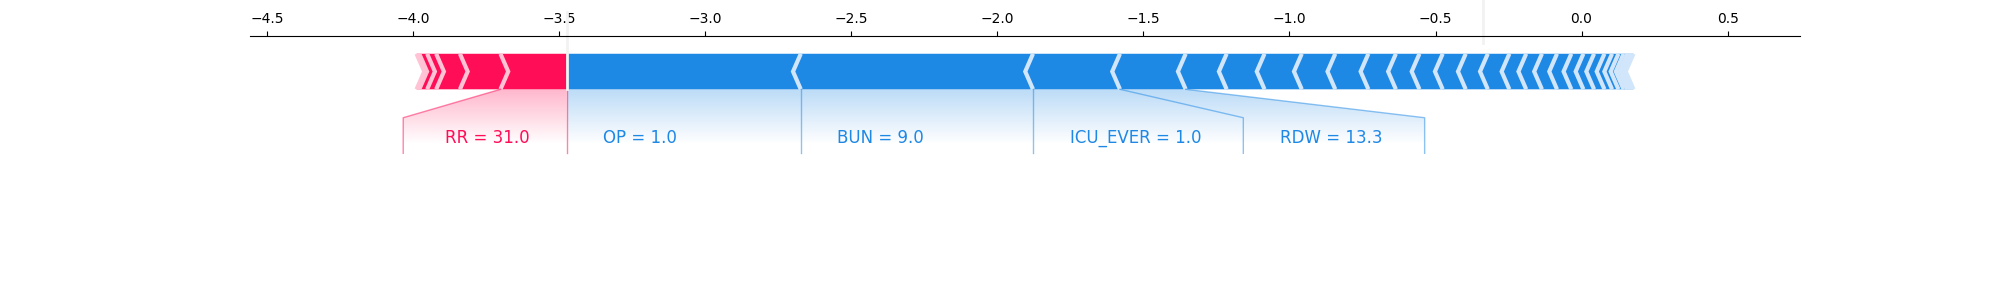 −4.5 −4.0 −3.5 −3.0 −2.5 −2.0 −1.5 −1.0 −0.5 0.0 0.5
RR = 31.0 OP = 1.0 BUN = 9.0 ICU_EVER = 1.0 RDW = 13.3